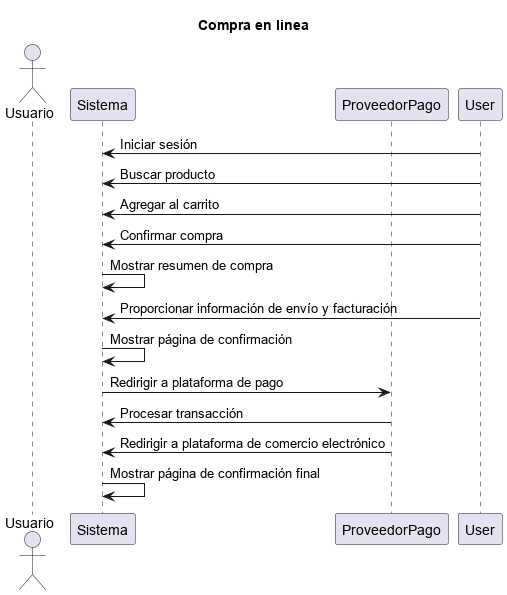 Compra en línea
Usuario
Sistema
ProveedorPago
User
Iniciar sesión
Buscar producto
Agregar al carrito
Confirmar compra
Mostrar resumen de compra
Proporcionar información de envío y facturación
Mostrar página de confirmación
Redirigir a plataforma de pago
Procesar transacción
Redirigir a plataforma de comercio electrónico
Mostrar página de confirmación final
Usuario
Sistema
ProveedorPago
User